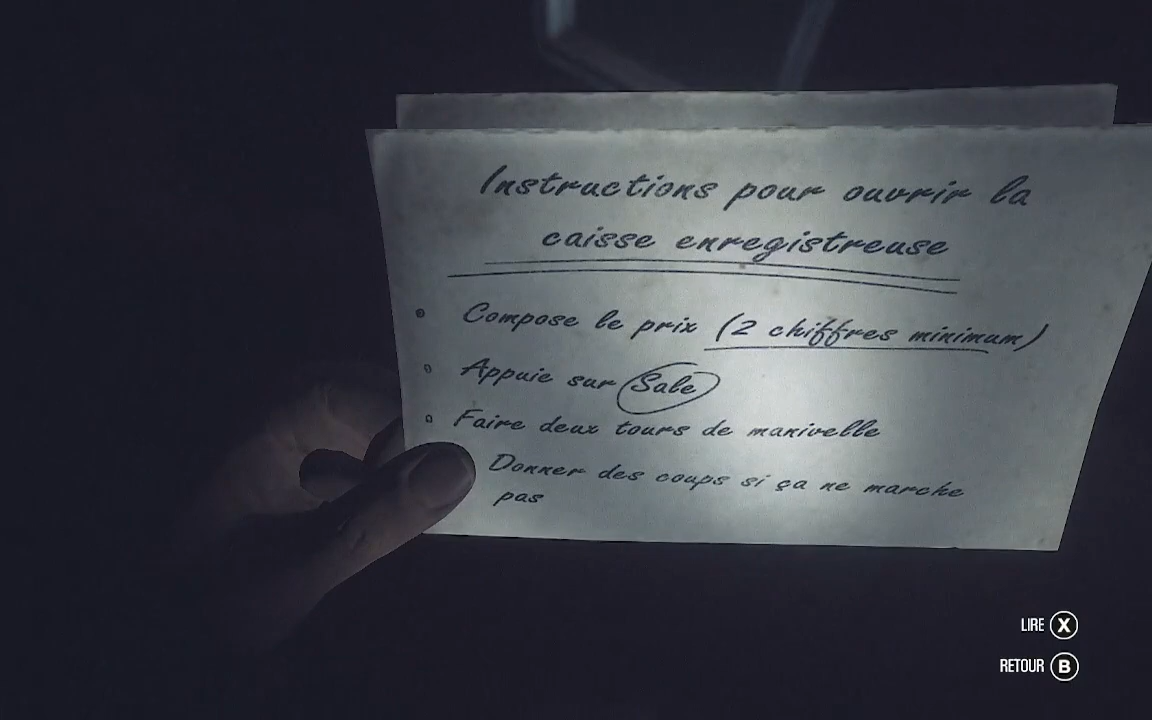 Instructions pour ouvrir la
caisse enregistreuse
Compose le prix (2 chiffres minimum)
Appuie sur Sale
Faire deux tours de manivelle
Donner des coups si ça ne marche
pas
LIRE X
RETOUR B